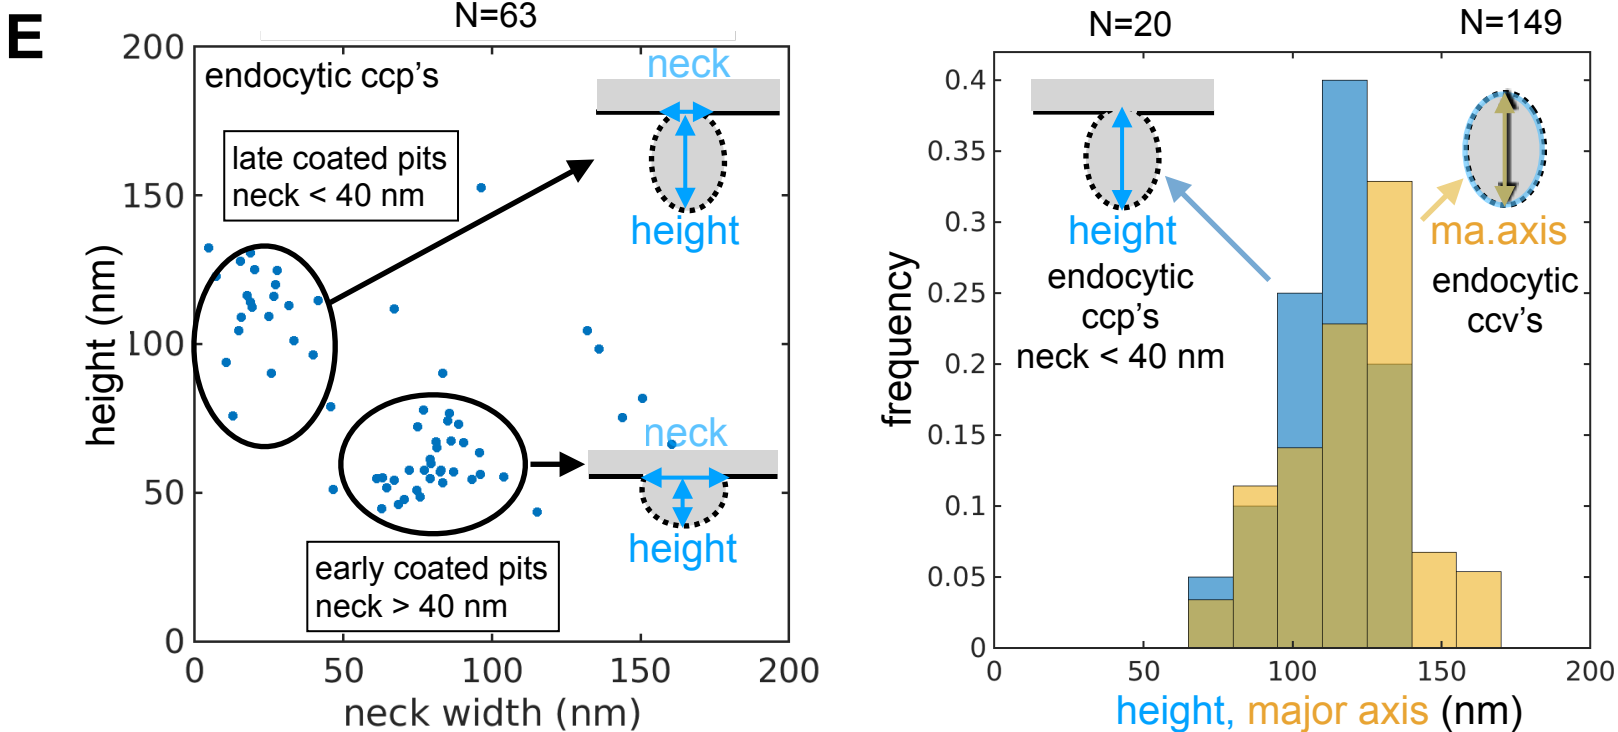 E
N=63
endocytic ccp's
late coated pits
neck < 40 nm
neck
height
neck
height
early coated pits
neck > 40 nm
200
150
100
50
0
height (nm)
0 50 100 150 200
neck width (nm)
N=20 N=149
height
endocytic
ccp's
neck < 40 nm
ma.axis
endocytic
ccv's
0.4
0.35
0.3
0.25
0.2
0.15
0.1
0.05
0
frequency
0 50 100 150 200
height, major axis (nm)